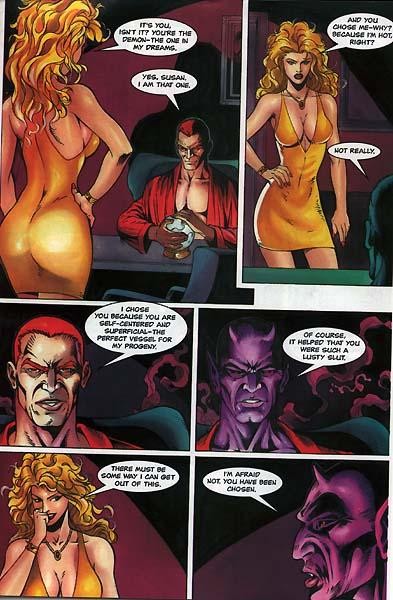 IT'S YOU,
ISN'T IT? YOU'RE THE
DEMON-THE ONE IN
MY DREAMS.
YES, SUSAN,
I AM THAT ONE.
AND YOU
CHOSE ME-WHY?
BECAUSE I'M HOT,
RIGHT?
NOT REALLY.
I CHOSE
YOU BECAUSE YOU ARE
SELF-CENTERED AND
SUPERFICIAL-THE
PERFECT VESSEL FOR
MY PROGENY.
OF COURSE,
IT HELPED THAT YOU
WERE SUCH A
LUSTY SLUT.
THERE MUST BE
SOME WAY I CAN GET
OUT OF THIS.
I'M AFRAID
NOT. YOU HAVE BEEN
CHOSEN.